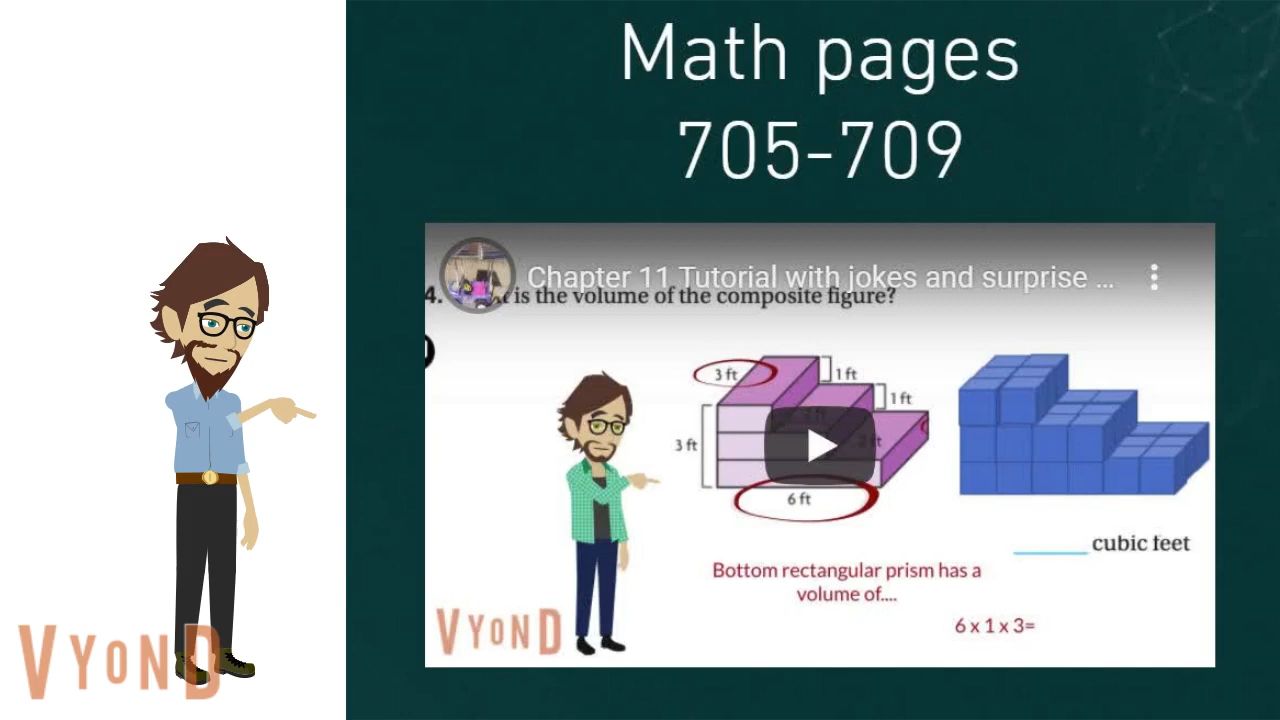 Math pages
705-709
Chapter 11 Tutorial with jokes and surprise ...
4.
is the volume of the composite figure?
3 ft
1 ft
1 ft
3 ft
6 ft
cubic feet
Bottom rectangular prism has a
volume of....
6 x 1 x 3=
VYOND
VYOND